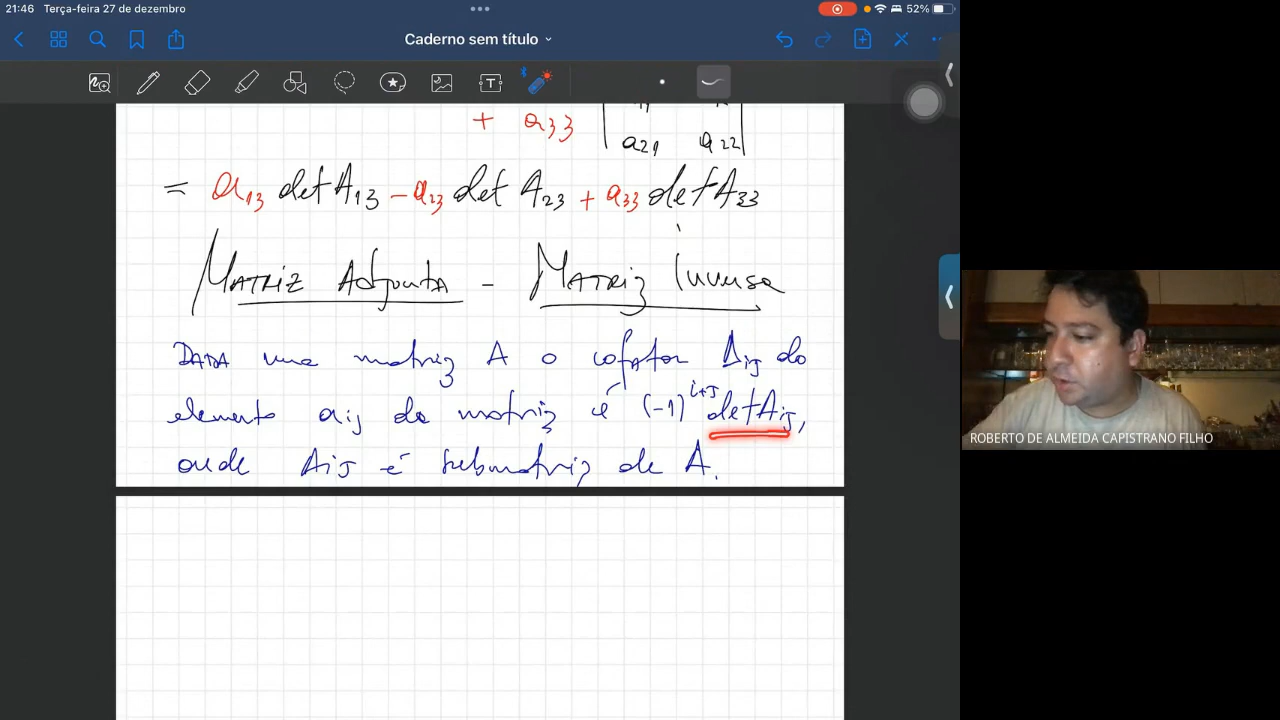 21:46 Terça-feira 27 de dezembro
52%
Caderno sem título
+ a33
a21 a22
= a13 det A13 - a23 det A23 + a33 det A33
Matriz Adjunta - Matriz Inversa
Dada uma matriz A o cofator Δij do
elemento aij da matriz é (-1)^{i+j} det Aij,
onde Aij é submatriz de A.
ROBERTO DE ALMEIDA CAPISTRANO FILHO